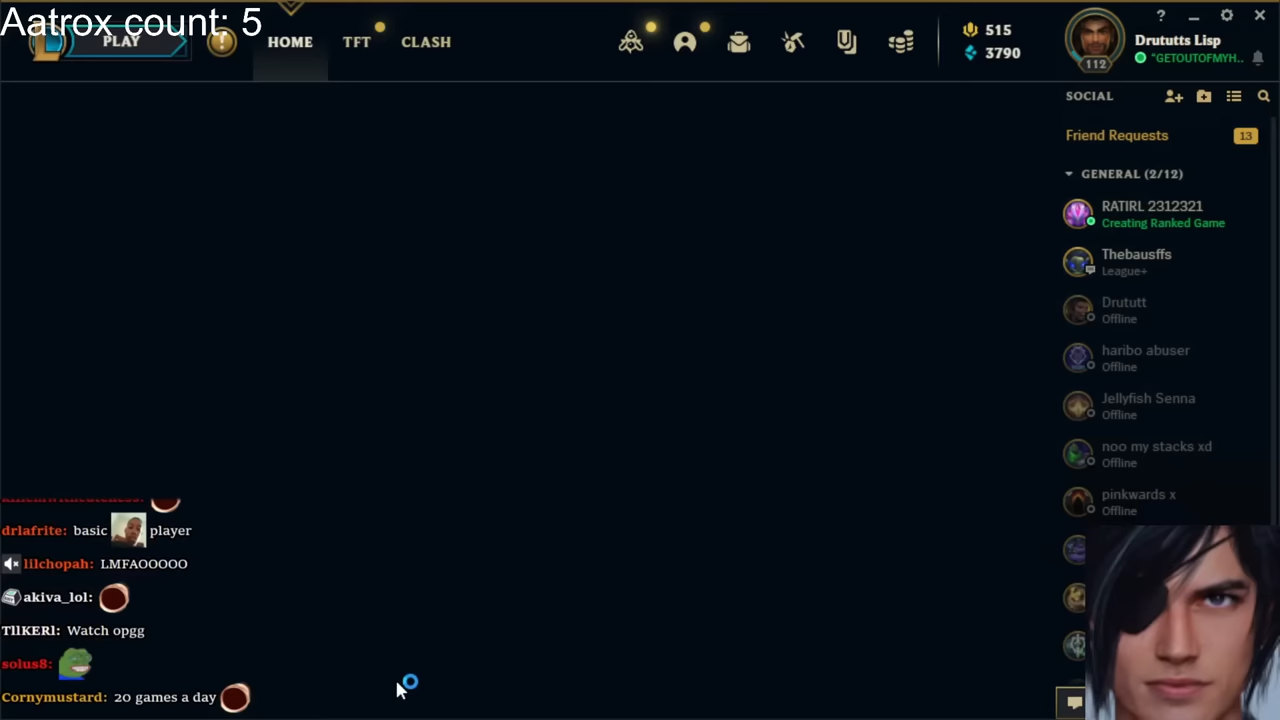 Aatrox count: 5
PLAY
HOME
TFT
CLASH
515
3790
?
112
Drututts Lisp
"GETOUTOFMYH..
SOCIAL
Friend Requests
13
GENERAL (2/12)
RATIRL 2312321
Creating Ranked Game
Thebausffs
League+
Drututt
Offline
haribo abuser
Offline
Jellyfish Senna
Offline
noo my stacks xd
Offline
pinkwards x
Offline
drlafrite: basic player
lilchopah: LMFAOOOOO
akiva_lol:
TllKERl: Watch opgg
solus8:
Cornymustard: 20 games a day